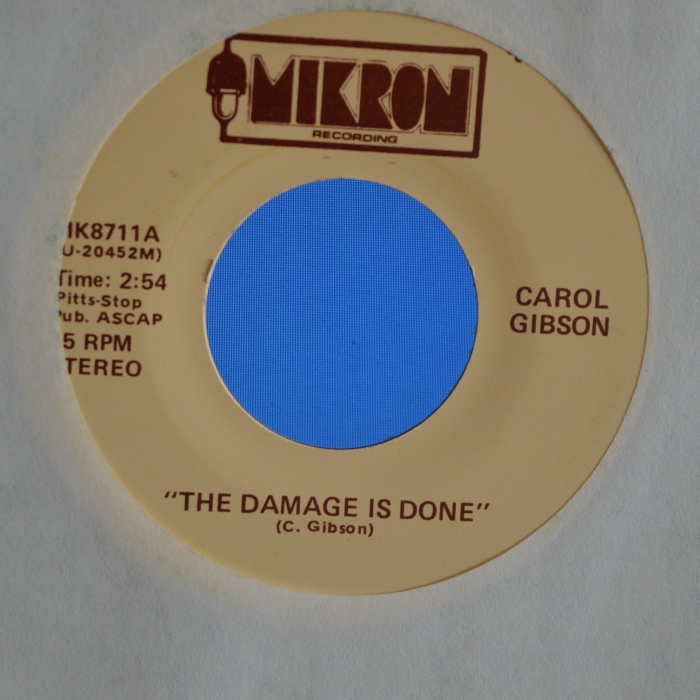 MIKRON
RECORDING
IK8711A
U-20452M)
Time: 2:54
Pitts-Stop
Pub. ASCAP
5 RPM
TEREO
CAROL
GIBSON
"THE DAMAGE IS DONE"
(C. Gibson)